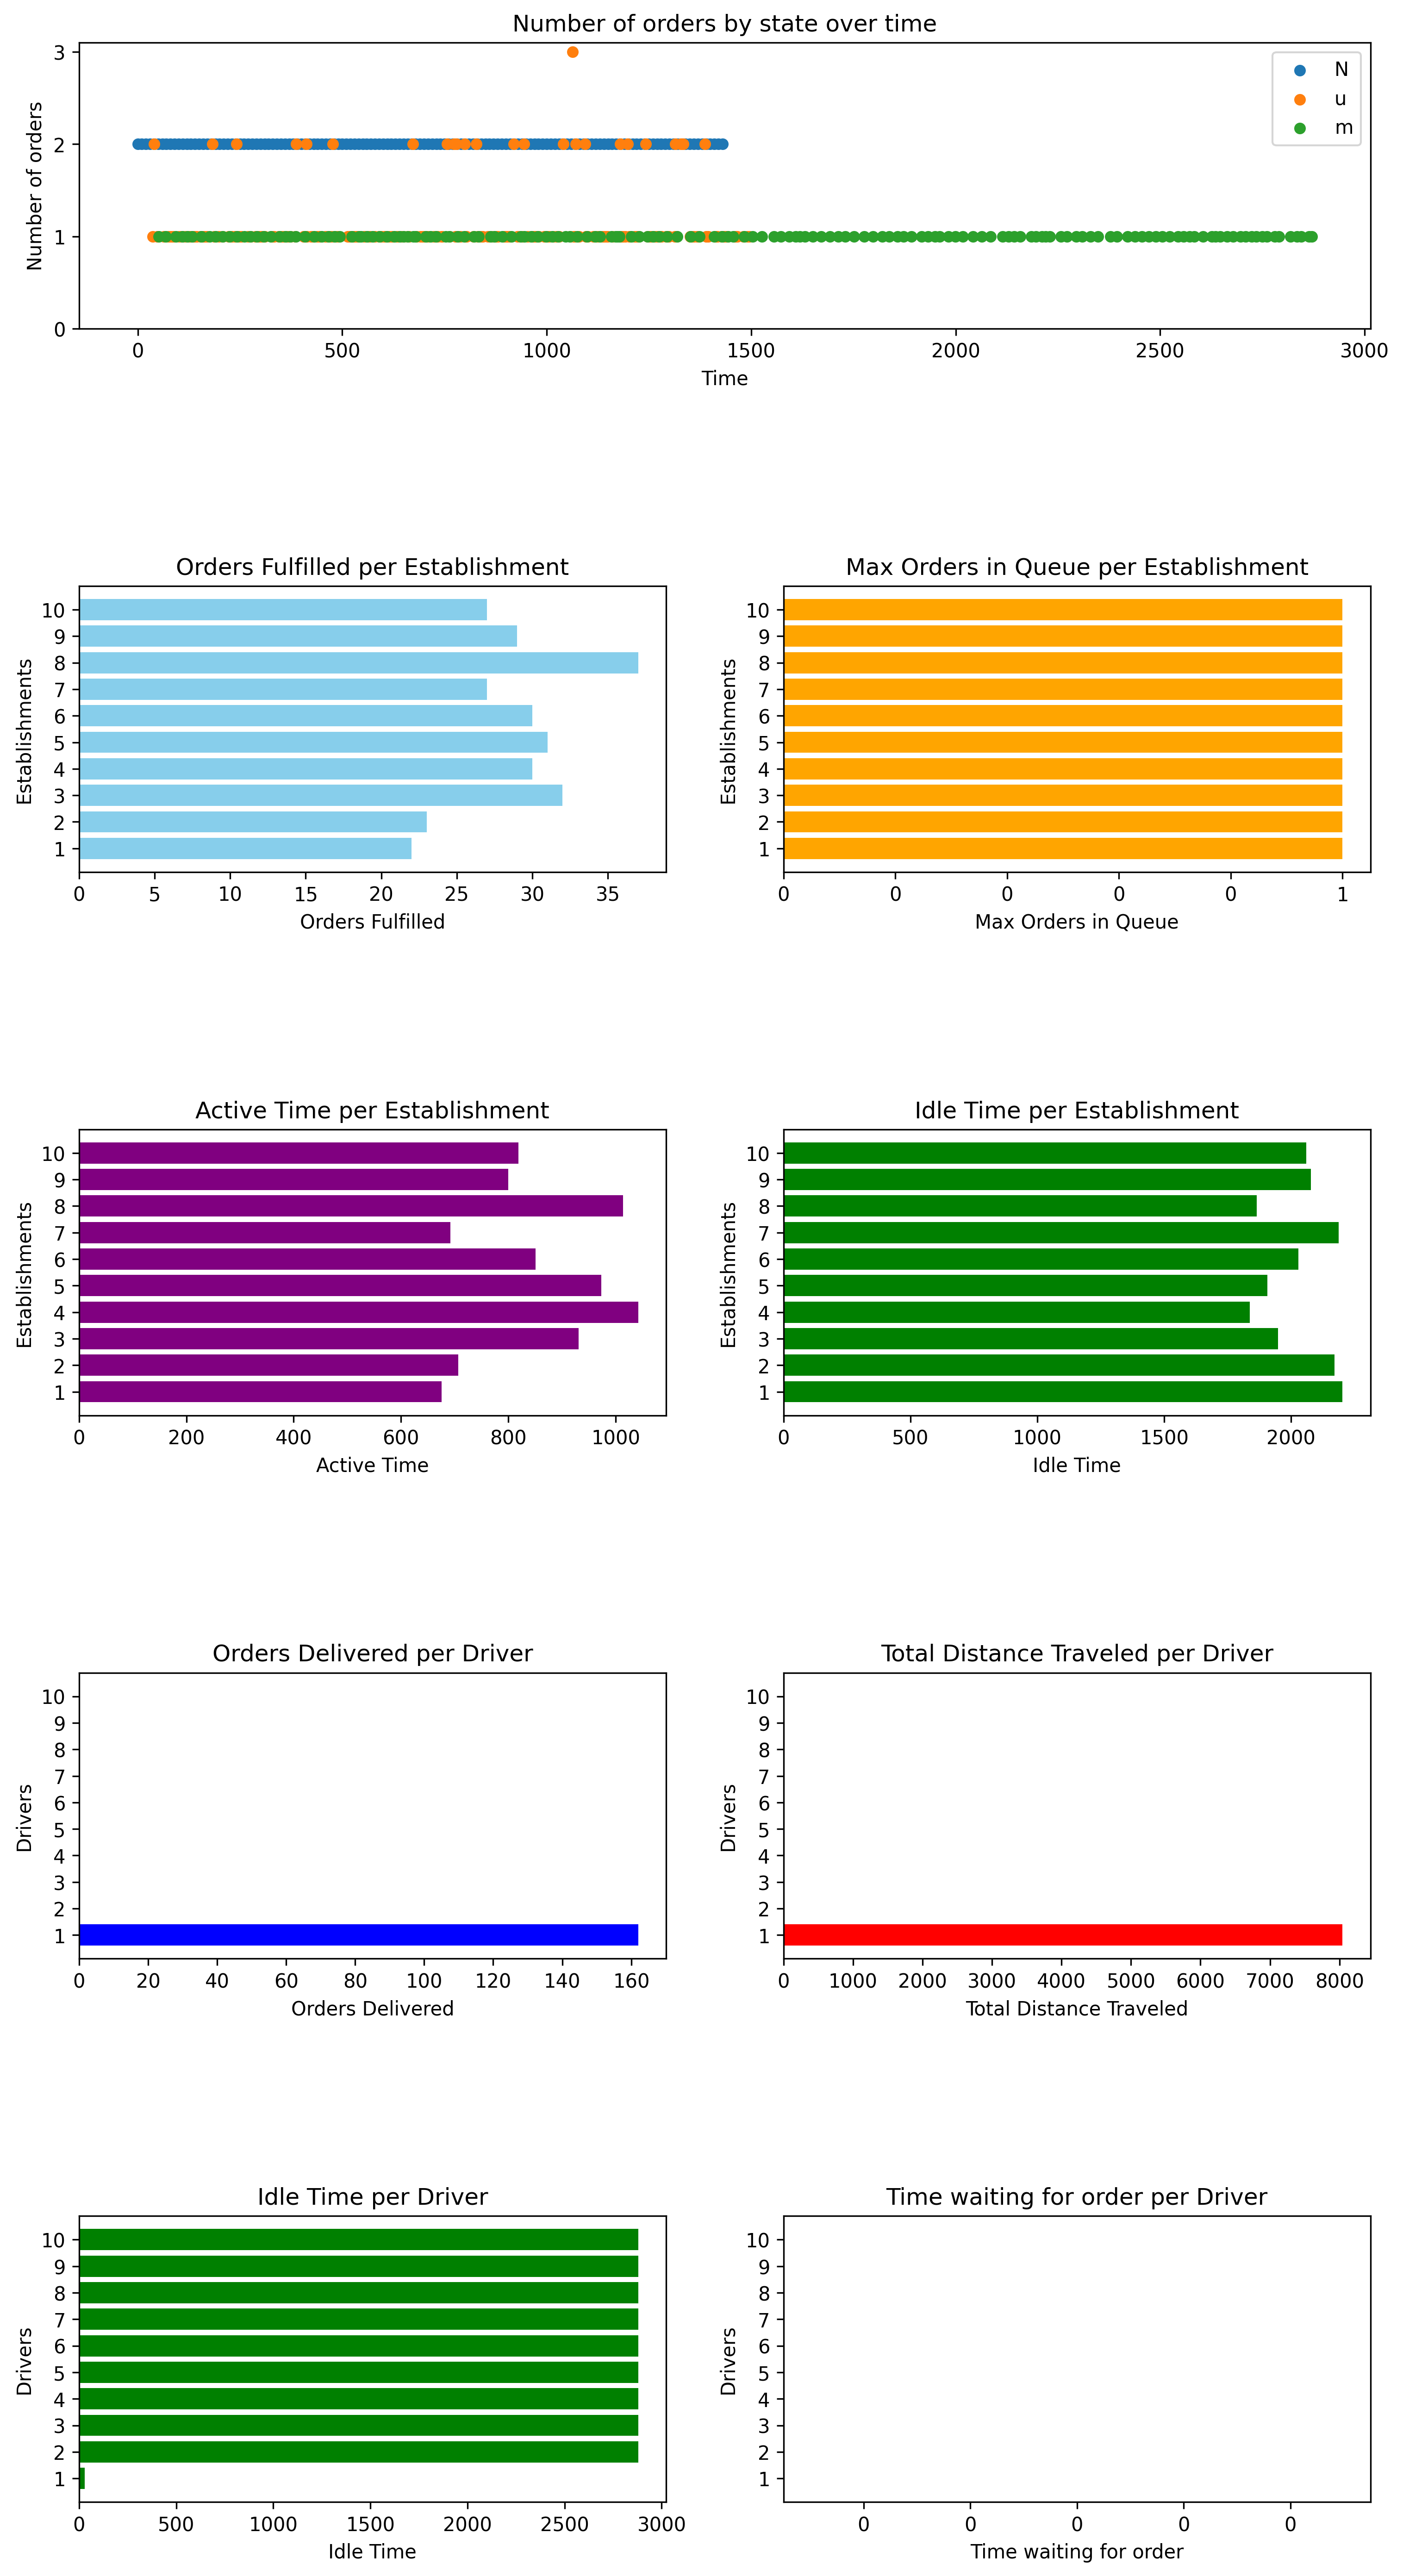 Number of orders by state over time
3
2
1
0
Number of orders
N
u
m
0 500 1000 1500 2000 2500 3000
Time
Orders Fulfilled per Establishment
10
9
8
7
6
5
4
3
2
1
Establishments
0 5 10 15 20 25 30 35
Orders Fulfilled
Max Orders in Queue per Establishment
10
9
8
7
6
5
4
3
2
1
Establishments
0 0 0 0 0 1
Max Orders in Queue
Active Time per Establishment
10
9
8
7
6
5
4
3
2
1
Establishments
0 200 400 600 800 1000
Active Time
Idle Time per Establishment
10
9
8
7
6
5
4
3
2
1
Establishments
0 500 1000 1500 2000
Idle Time
Orders Delivered per Driver
10
9
8
7
6
5
4
3
2
1
Drivers
0 20 40 60 80 100 120 140 160
Orders Delivered
Total Distance Traveled per Driver
10
9
8
7
6
5
4
3
2
1
Drivers
0 1000 2000 3000 4000 5000 6000 7000 8000
Total Distance Traveled
Idle Time per Driver
10
9
8
7
6
5
4
3
2
1
Drivers
0 500 1000 1500 2000 2500 3000
Idle Time
Time waiting for order per Driver
10
9
8
7
6
5
4
3
2
1
Drivers
0 0 0 0 0
Time waiting for order